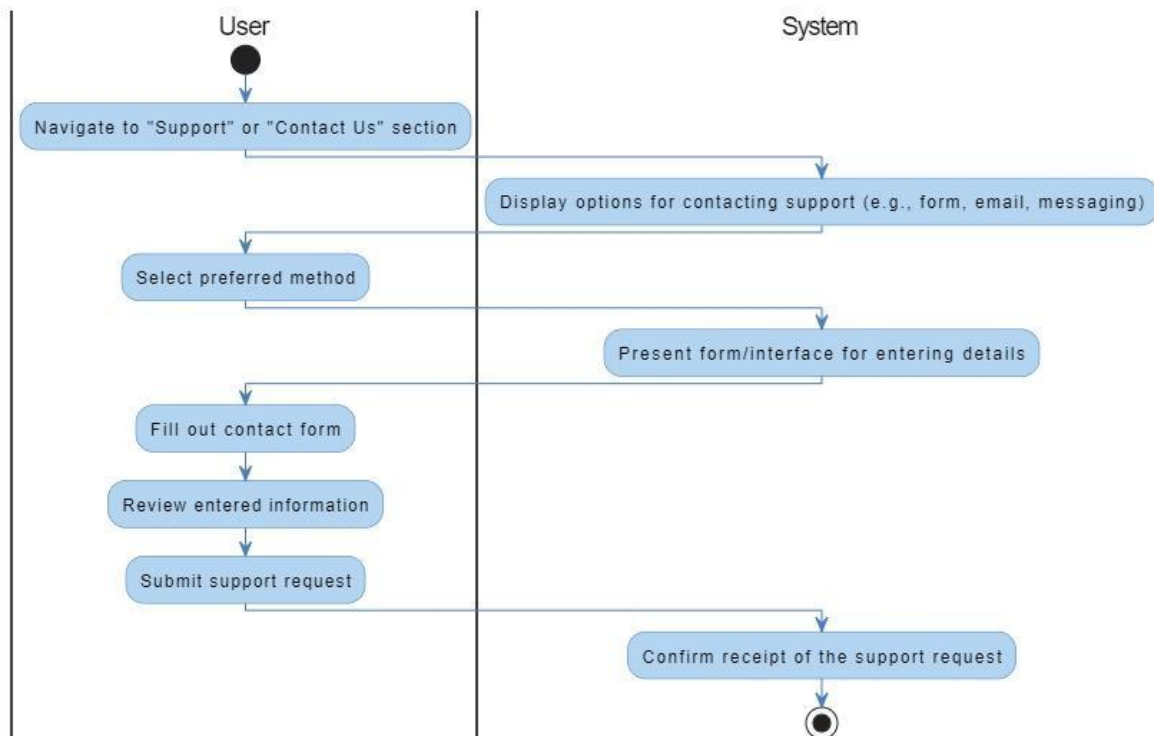 User
System
Navigate to "Support" or "Contact Us" section
Display options for contacting support (e.g., form, email, messaging)
Select preferred method
Present form/interface for entering details
Fill out contact form
Review entered information
Submit support request
Confirm receipt of the support request